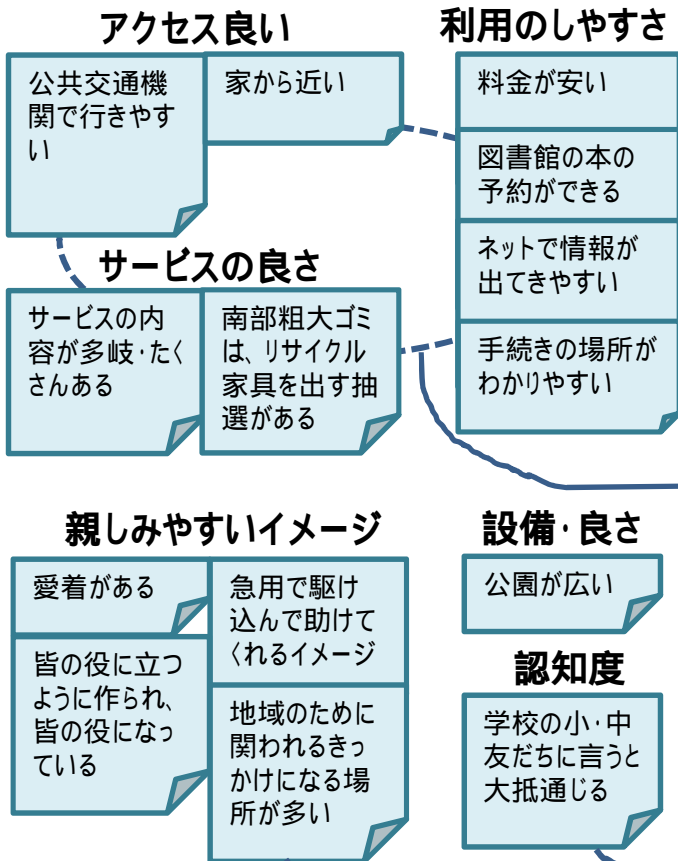 アクセス良い
公共交通機
関で行きやす
い
家から近い
利用のしやすさ
料金が安い
図書館の本の
予約ができる
ネットで情報が
出てきやすい
手続きの場所が
わかりやすい
サービスの良さ
サービスの内
容が多岐・たく
さんある
南部粗大ゴミ
は、リサイクル
家具を出す抽
選がある
親しみやすいイメージ
愛着がある
皆の役に立つ
ように作られ、
皆の役になっ
ている
急用で駆け
込んで助けて
くれるイメージ
地域のために
関われるきっ
かけになる場
所が多い
設備・良さ
公園が広い
認知度
学校の小・中
友だちに言うと
大抵通じる